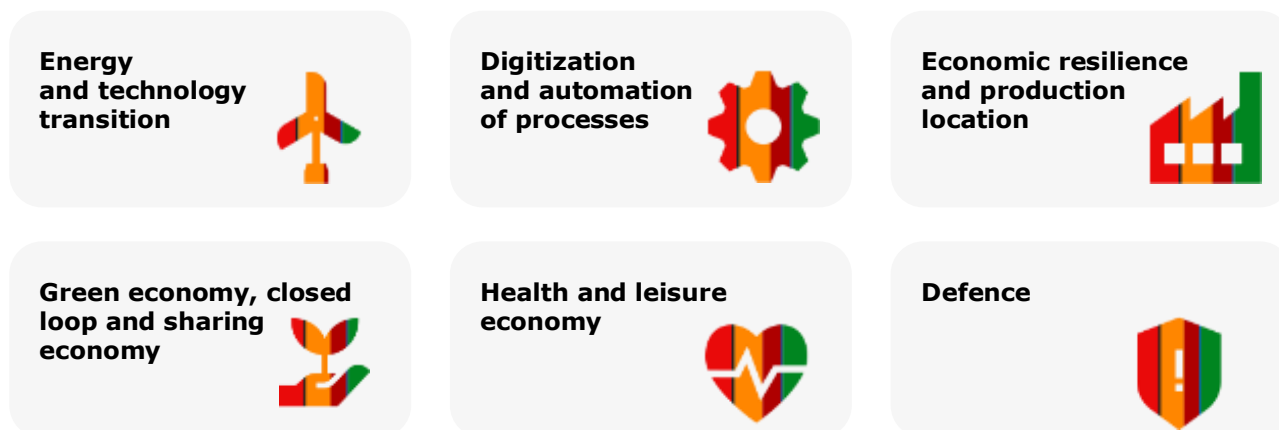 Energy
and technology
transition
Digitization
and automation
of processes
Economic resilience
and production
location
Green economy, closed
loop and sharing
economy
Health and leisure
economy
Defence